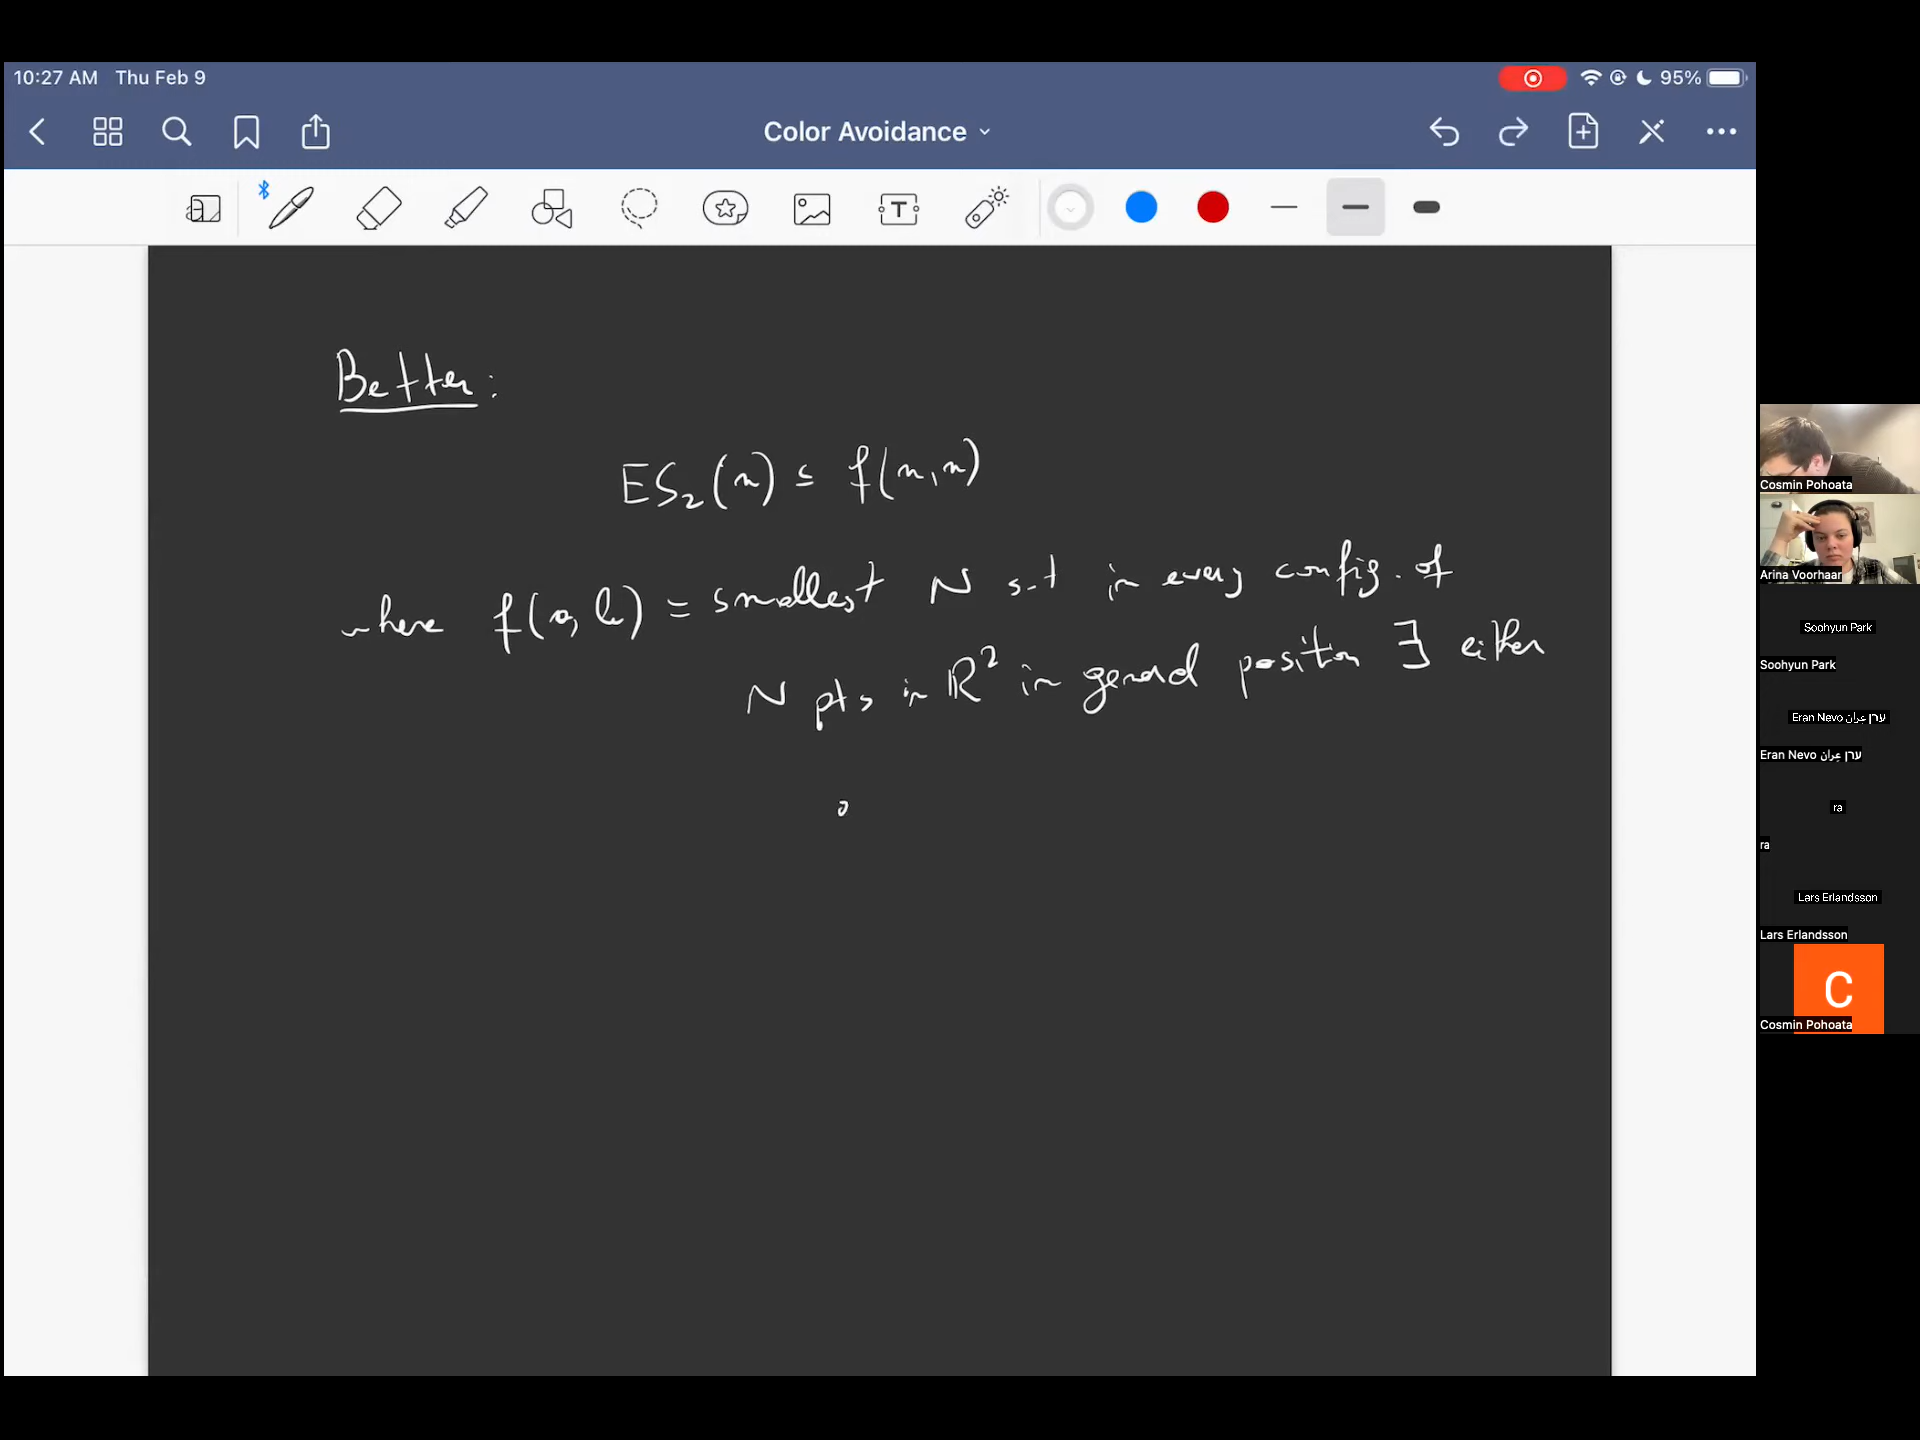 10:27 AM Thu Feb 9
95%
Color Avoidance
T
Better:
ES₂(n) ≤ f(n,n)
where f(a, b) = smallest N s.t in every config. of
N pts in ℝ² in general position ∃ either
a
Cosmin Pohoata
Arina Voorhaar
Soohyun Park
Soohyun Park
Eran Nevo ערן عران
Eran Nevo ערן عران
ra
ra
Lars Erlandsson
Lars Erlandsson
C
Cosmin Pohoata